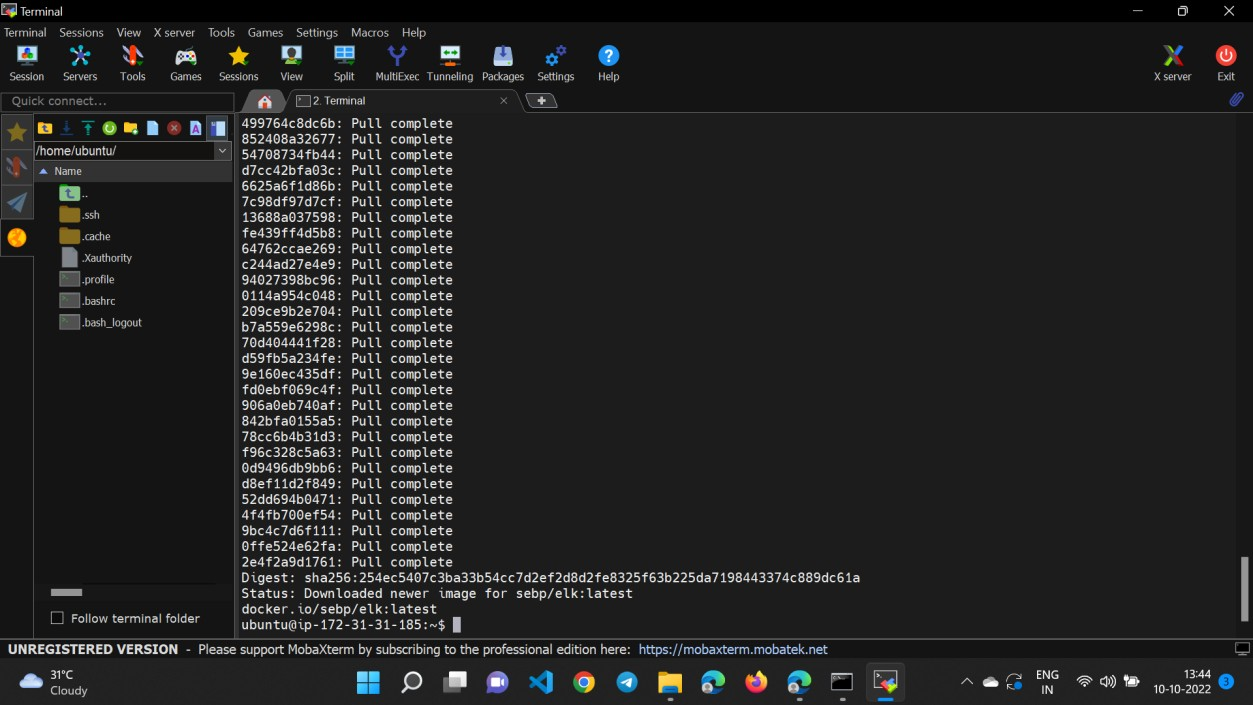 Terminal
Terminal Sessions View X server Tools Games Settings Macros Help
Session Servers Tools Games Sessions View Split MultiExec Tunneling Packages Settings Help X server Exit
Quick connect...
2. Terminal
/home/ubuntu/
Name
..
.ssh
.cache
.Xauthority
.profile
.bashrc
.bash_logout
Follow terminal folder
499764c8dc6b: Pull complete
852408a32677: Pull complete
54708734fb44: Pull complete
d7cc42bfa03c: Pull complete
6625a6f1d86b: Pull complete
7c98df97d7cf: Pull complete
13688a037598: Pull complete
fe439ff4d5b8: Pull complete
64762ccae269: Pull complete
c244ad27e4e9: Pull complete
94027398bc96: Pull complete
0114a954c048: Pull complete
209ce9b2e704: Pull complete
b7a559e6298c: Pull complete
70d404441f28: Pull complete
d59fb5a234fe: Pull complete
9e160ec435df: Pull complete
fd0ebf069c4f: Pull complete
906a0eb740af: Pull complete
842bfa0155a5: Pull complete
78cc6b4b31d3: Pull complete
f96c328c5a63: Pull complete
0d9496db9bb6: Pull complete
d8ef11d2f849: Pull complete
52dd694b0471: Pull complete
4f4fb700ef54: Pull complete
9bc4c7d6f111: Pull complete
0ffe524e62fa: Pull complete
2e4f2a9d1761: Pull complete
Digest: sha256:254ec5407c3ba33b54cc7d2ef2d8d2fe8325f63b225da7198443374c889dc61a
Status: Downloaded newer image for sebp/elk:latest
docker.io/sebp/elk:latest
ubuntu@ip-172-31-31-185:~$
UNREGISTERED VERSION - Please support MobaXterm by subscribing to the professional edition here: https://mobaxterm.mobatek.net
31°C
Cloudy
ENG
IN
13:44
10-10-2022
3